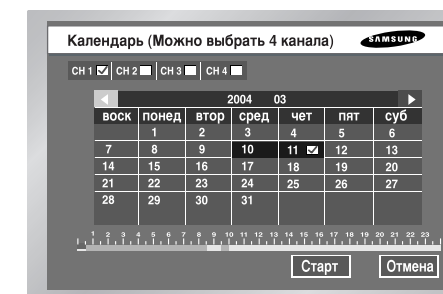 Календарь (Можно выбрать 4 канала) SAMSUNG
CH 1 CH 2 CH 3 CH 4
2004 03
воск понед втор сред чет пят суб
1 2 3 4 5 6
7 8 9 10 11 12 13
14 15 16 17 18 19 20
21 22 23 24 25 26 27
28 29 30 31
1 2 3 4 5 6 7 8 9 10 11 12 13 14 15 16 17 18 19 20 21 22 23
Старт Отмена